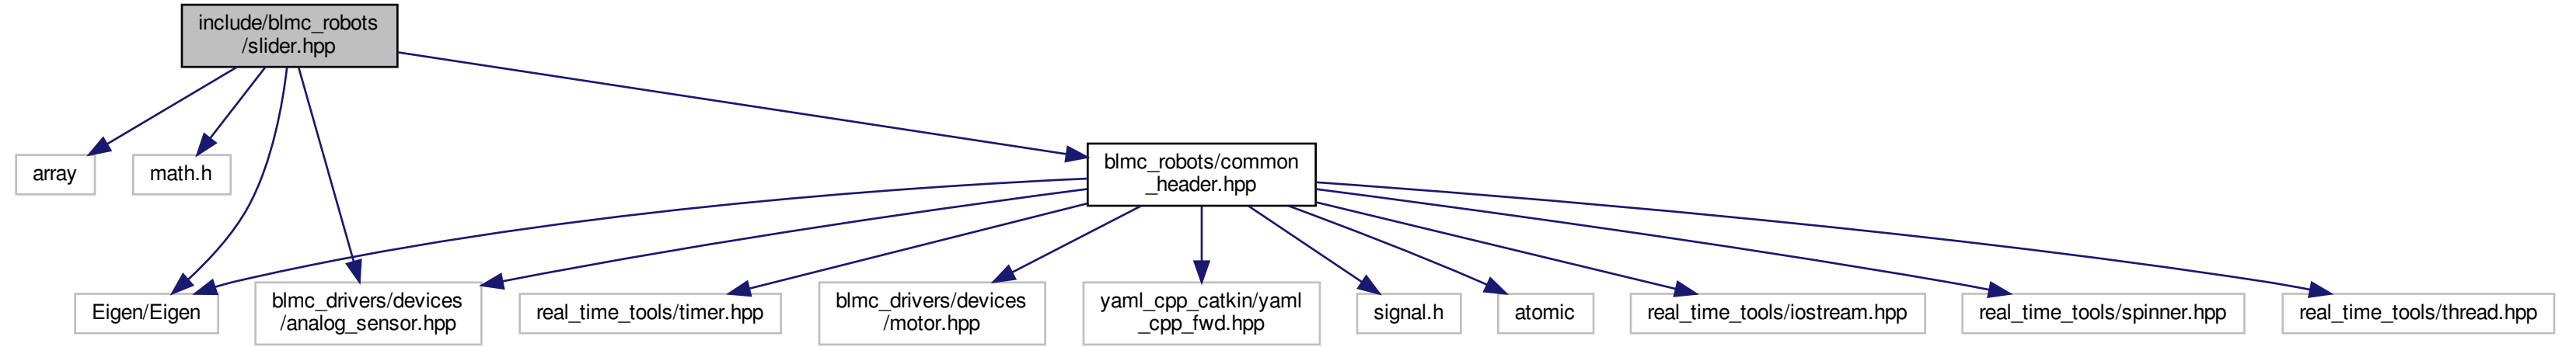 include/blmc_robots
/slider.hpp
array
math.h
blmc_robots/common
_header.hpp
Eigen/Eigen
blmc_drivers/devices
/analog_sensor.hpp
real_time_tools/timer.hpp
blmc_drivers/devices
/motor.hpp
yaml_cpp_catkin/yaml
_cpp_fwd.hpp
signal.h
atomic
real_time_tools/iostream.hpp
real_time_tools/spinner.hpp
real_time_tools/thread.hpp